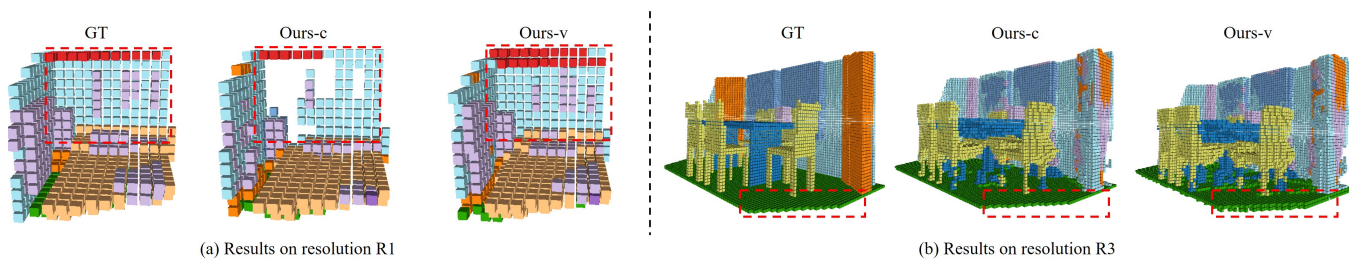 GT
Ours-c
Ours-v
(a) Results on resolution R1
GT
Ours-c
Ours-v
(b) Results on resolution R3